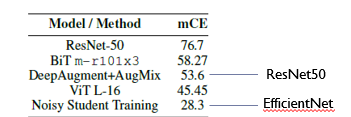 Model / Method mCE
ResNet-50 76.7
BiT m-r101x3 58.27
DeepAugment+AugMix 53.6 ResNet50
ViT L-16 45.45
Noisy Student Training 28.3 EfficientNet